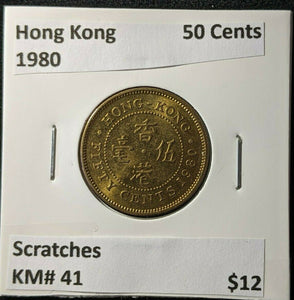 Hong Kong 50 Cents
1980
HONG-KONG
FIFTY CENTS 1980
香港
伍毫
Scratches
KM# 41 $12